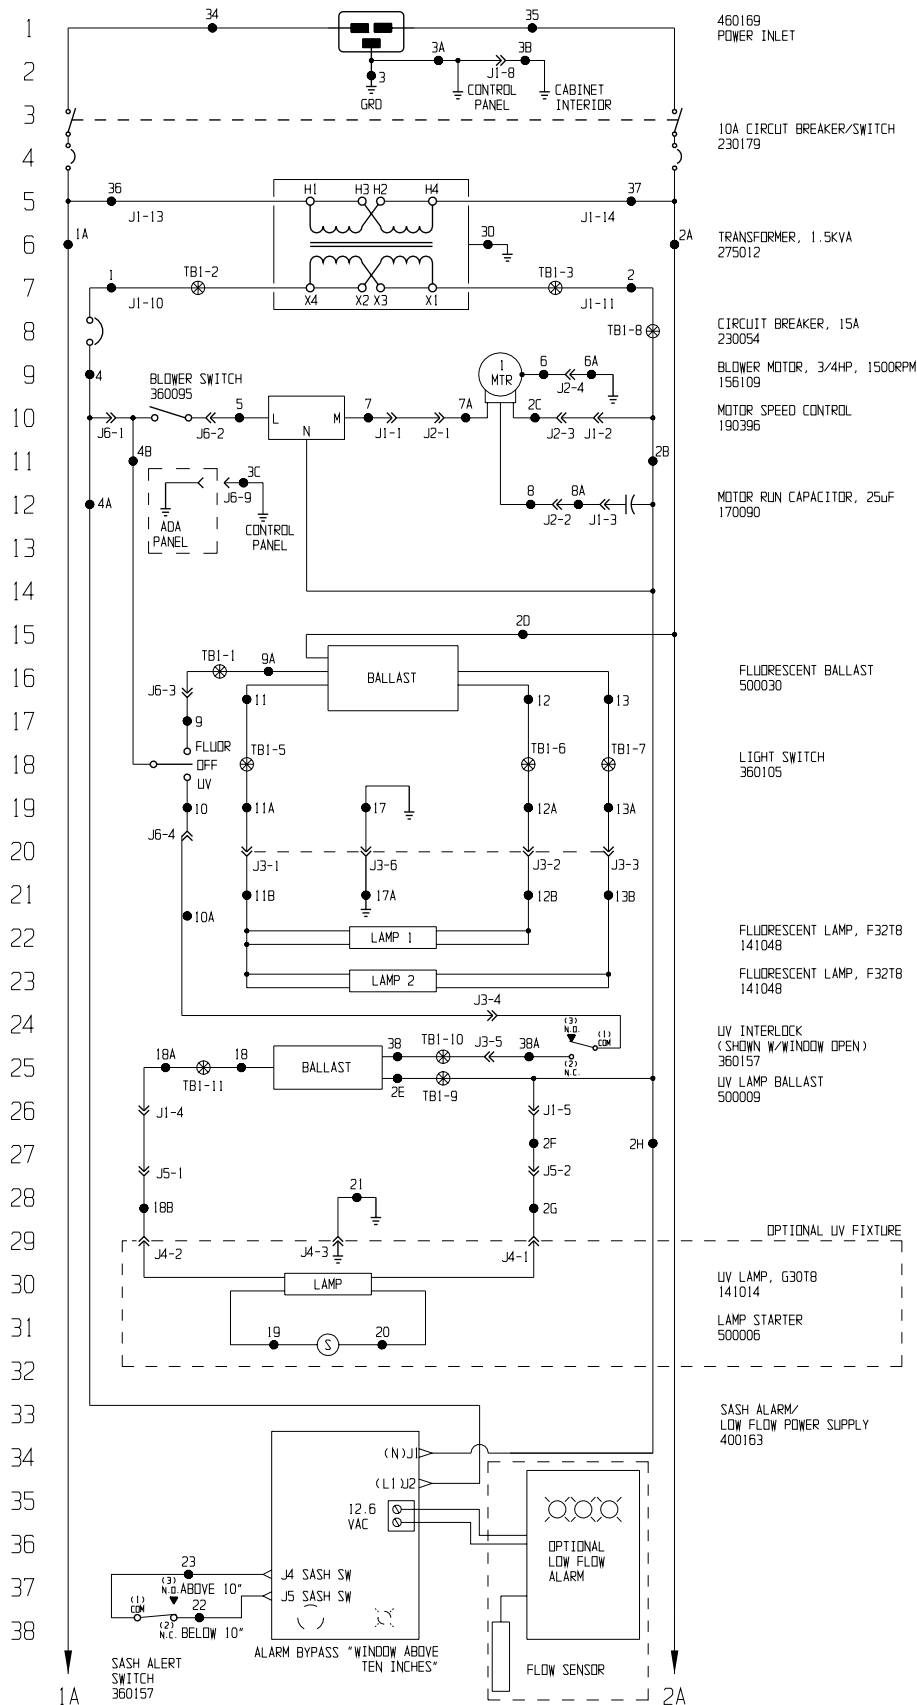 1
34
35
460169
POWER INLET
2
3A
3B
J1-8
3
GRD
CONTROL
PANEL
CABINET
INTERIOR
3
10A CIRCUT BREAKER/SWITCH
230179
4
5
36
J1-13
H1
H3
H2
H4
37
J1-14
6
1A
3D
2A
TRANSFORMER, 1.5KVA
275012
7
1
J1-10
TB1-2
X4
X2
X3
X1
TB1-3
2
J1-11
8
TB1-8
CIRCUIT BREAKER, 15A
230054
9
4
BLOWER SWITCH
360095
1
MTR
6
6A
J2-4
BLOWER MOTOR, 3/4HP, 1500RPM
156109
10
J6-1
J6-2
5
L
M
N
7
J1-1
J2-1
7A
2C
J2-3
J1-2
MOTOR SPEED CONTROL
190396
11
4B
3C
J6-9
2B
12
4A
ADA
PANEL
CONTROL
PANEL
8
8A
J2-2
J1-3
MOTOR RUN CAPACITOR, 25uF
170090
13
14
15
2D
16
TB1-1
9A
BALLAST
J6-3
11
12
13
FLUORESCENT BALLAST
500030
17
9
18
FLUOR
OFF
UV
TB1-5
TB1-6
TB1-7
LIGHT SWITCH
360105
19
10
11A
17
12A
13A
20
J6-4
J3-1
J3-6
J3-2
J3-3
21
10A
11B
17A
12B
13B
22
LAMP 1
FLUORESCENT LAMP, F32T8
141048
23
LAMP 2
FLUORESCENT LAMP, F32T8
141048
24
J3-4
(3)
N.O.
(1)
COM
(2)
N.C.
UV INTERLOCK
(SHOWN W/WINDOW OPEN)
360157
25
18A
18
TB1-11
BALLAST
38
TB1-10
J3-5
38A
2E
TB1-9
UV LAMP BALLAST
500009
26
J1-4
J1-5
27
J5-1
2F
J5-2
2H
28
18B
21
2G
29
J4-2
J4-3
J4-1
OPTIONAL UV FIXTURE
30
LAMP
UV LAMP, G30T8
141014
31
19
S
20
LAMP STARTER
500006
32
33
SASH ALARM/
LOW FLOW POWER SUPPLY
400163
34
(N)J1
35
(L1)J2
12.6
VAC
36
OPTIONAL
LOW FLOW
ALARM
37
23
(3)
N.O. ABOVE 10"
J4 SASH SW
J5 SASH SW
38
(1)
COM
22
(2)
N.C. BELOW 10"
ALARM BYPASS "WINDOW ABOVE
TEN INCHES"
SASH ALERT
SWITCH
360157
FLOW SENSOR
1A
2A